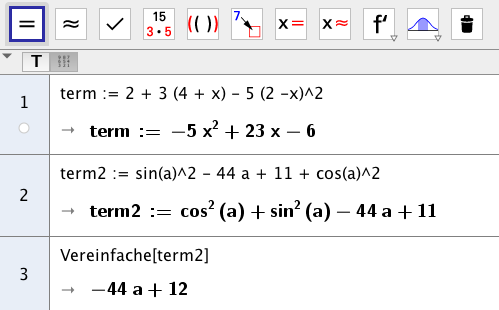 = ≈ ✓ 15 3•5 (( )) 7 x= x≈ f'
T
1 term := 2 + 3 (4 + x) – 5 (2 –x)^2
→ term := −5 x² + 23 x − 6
2 term2 := sin(a)^2 – 44 a + 11 + cos(a)^2
→ term2 := cos² (a) + sin² (a) − 44 a + 11
3 Vereinfache[term2]
→ −44 a + 12